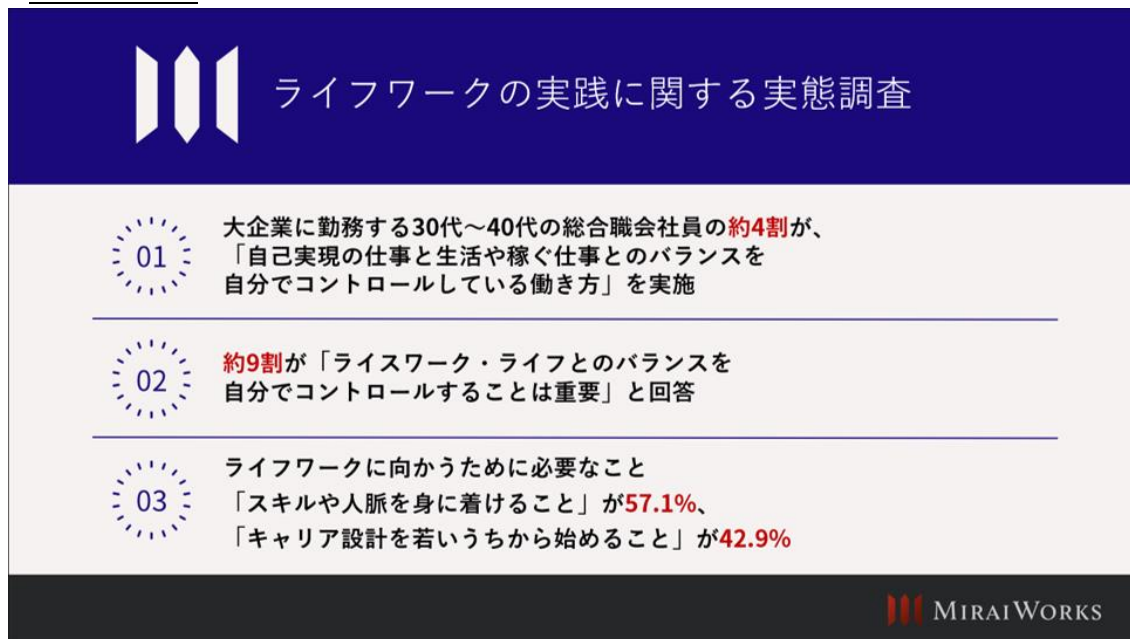 ライフワークの実践に関する実態調査
01
大企業に勤務する30代～40代の総合職会社員の約4割が、
「自己実現の仕事と生活や稼ぐ仕事とのバランスを
自分でコントロールしている働き方」を実施
02
約9割が「ライスワーク・ライフとのバランスを
自分でコントロールすることは重要」と回答
03
ライフワークに向かうために必要なこと
「スキルや人脈を身に着けること」が57.1%、
「キャリア設計を若いうちから始めること」が42.9%
MIRAIWORKS